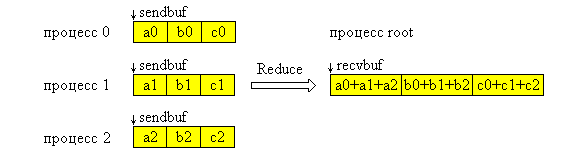 sendbuf
процесс 0 a0 b0 c0 процесс root
sendbuf recvbuf
процесс 1 a1 b1 c1 Reduce a0+a1+a2 b0+b1+b2 c0+c1+c2
sendbuf
процесс 2 a2 b2 c2